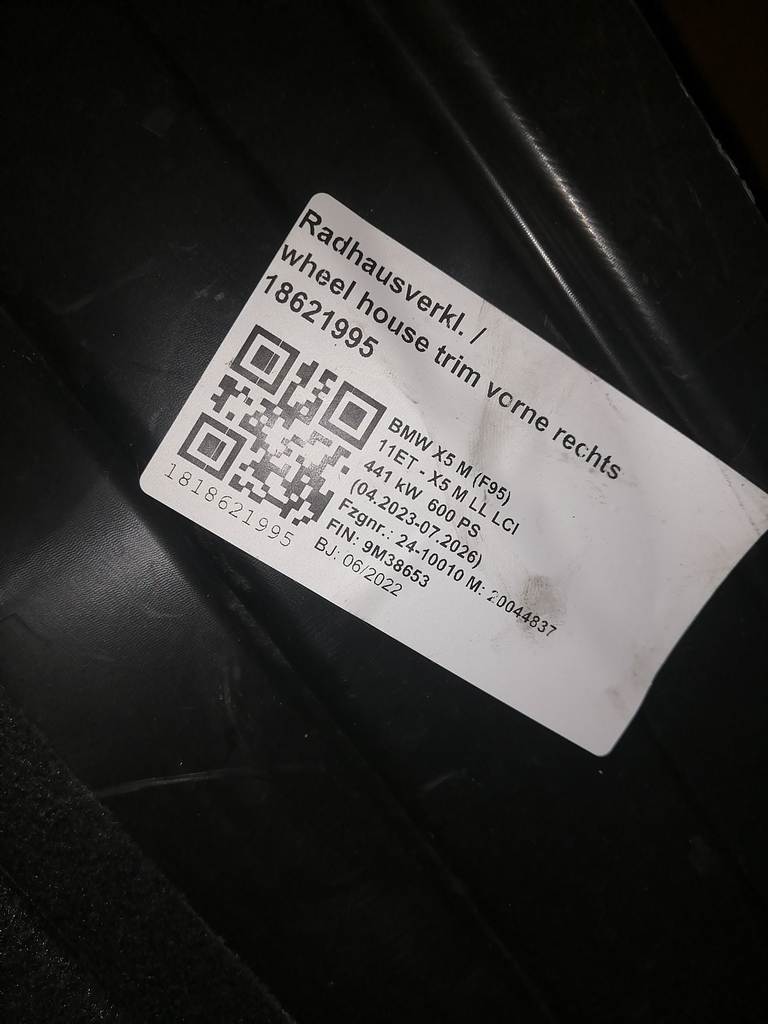 Radhausverkl. /
wheel house trim vorne rechts
18621995
1818621995
BMW X5 M (F95)
11ET - X5 M LL LCI
441 kW 600 PS
(04.2023-07.2026)
Fzgnr.: 24-10010 M: 20044837
FIN: 9M38653
BJ: 06/2022